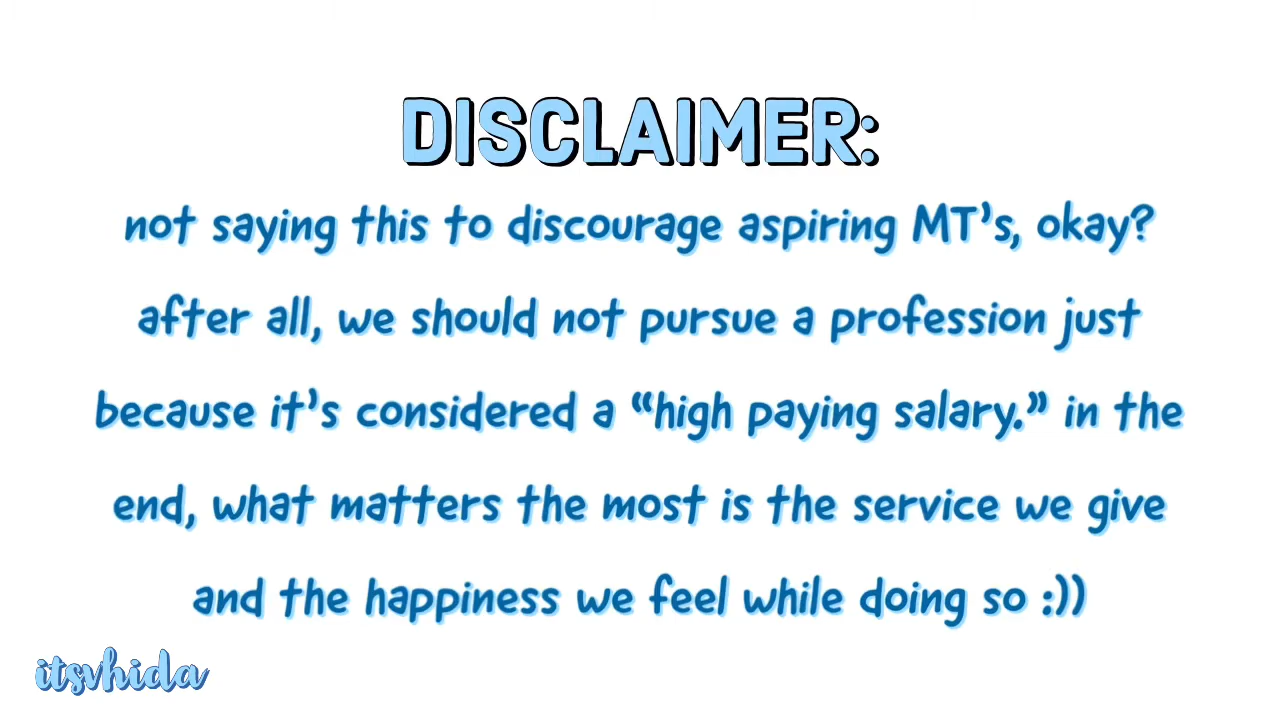 DISCLAIMER:
not saying this to discourage aspiring MT's, okay?
after all, we should not pursue a profession just
because it's considered a “high paying salary.” in the
end, what matters the most is the service we give
and the happiness we feel while doing so :))
itsvhida